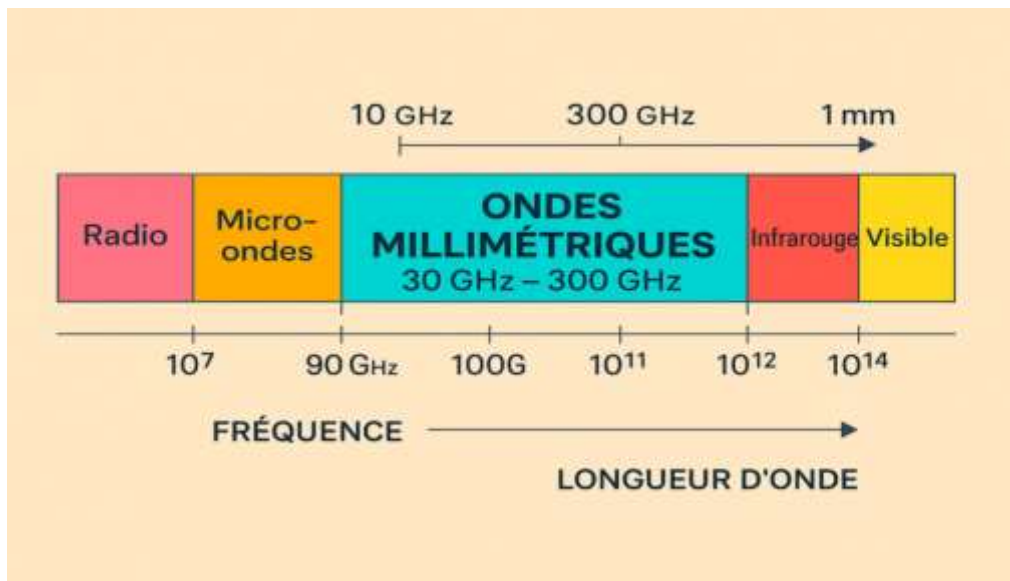 10 GHz 300 GHz 1 mm
Radio
Micro-
ondes
ONDES
MILLIMÉTRIQUES
30 GHz – 300 GHz
Infrarouge
Visible
10⁷ 90 GHz 100G 10¹¹ 10¹² 10¹⁴
FRÉQUENCE
LONGUEUR D'ONDE